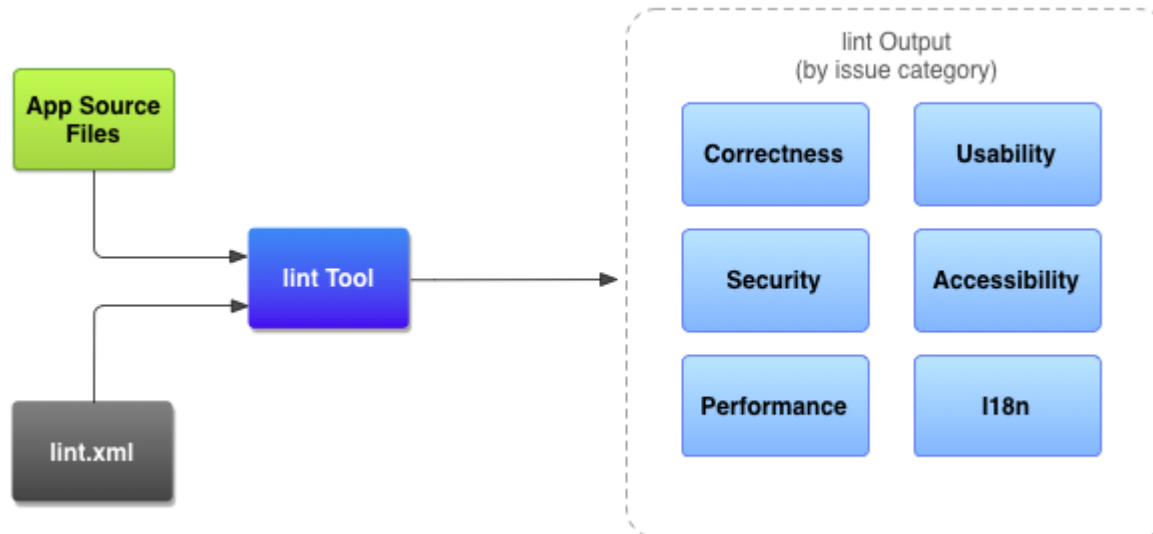 lint Output
(by issue category)
App Source
Files
Correctness
Usability
lint Tool
Security
Accessibility
lint.xml
Performance
I18n